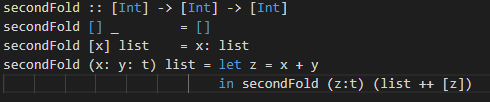 secondFold :: [Int] -> [Int] -> [Int]
secondFold [] _        = []
secondFold [x] list    = x: list
secondFold (x: y: t) list = let z = x + y
                            in secondFold (z:t) (list ++ [z])